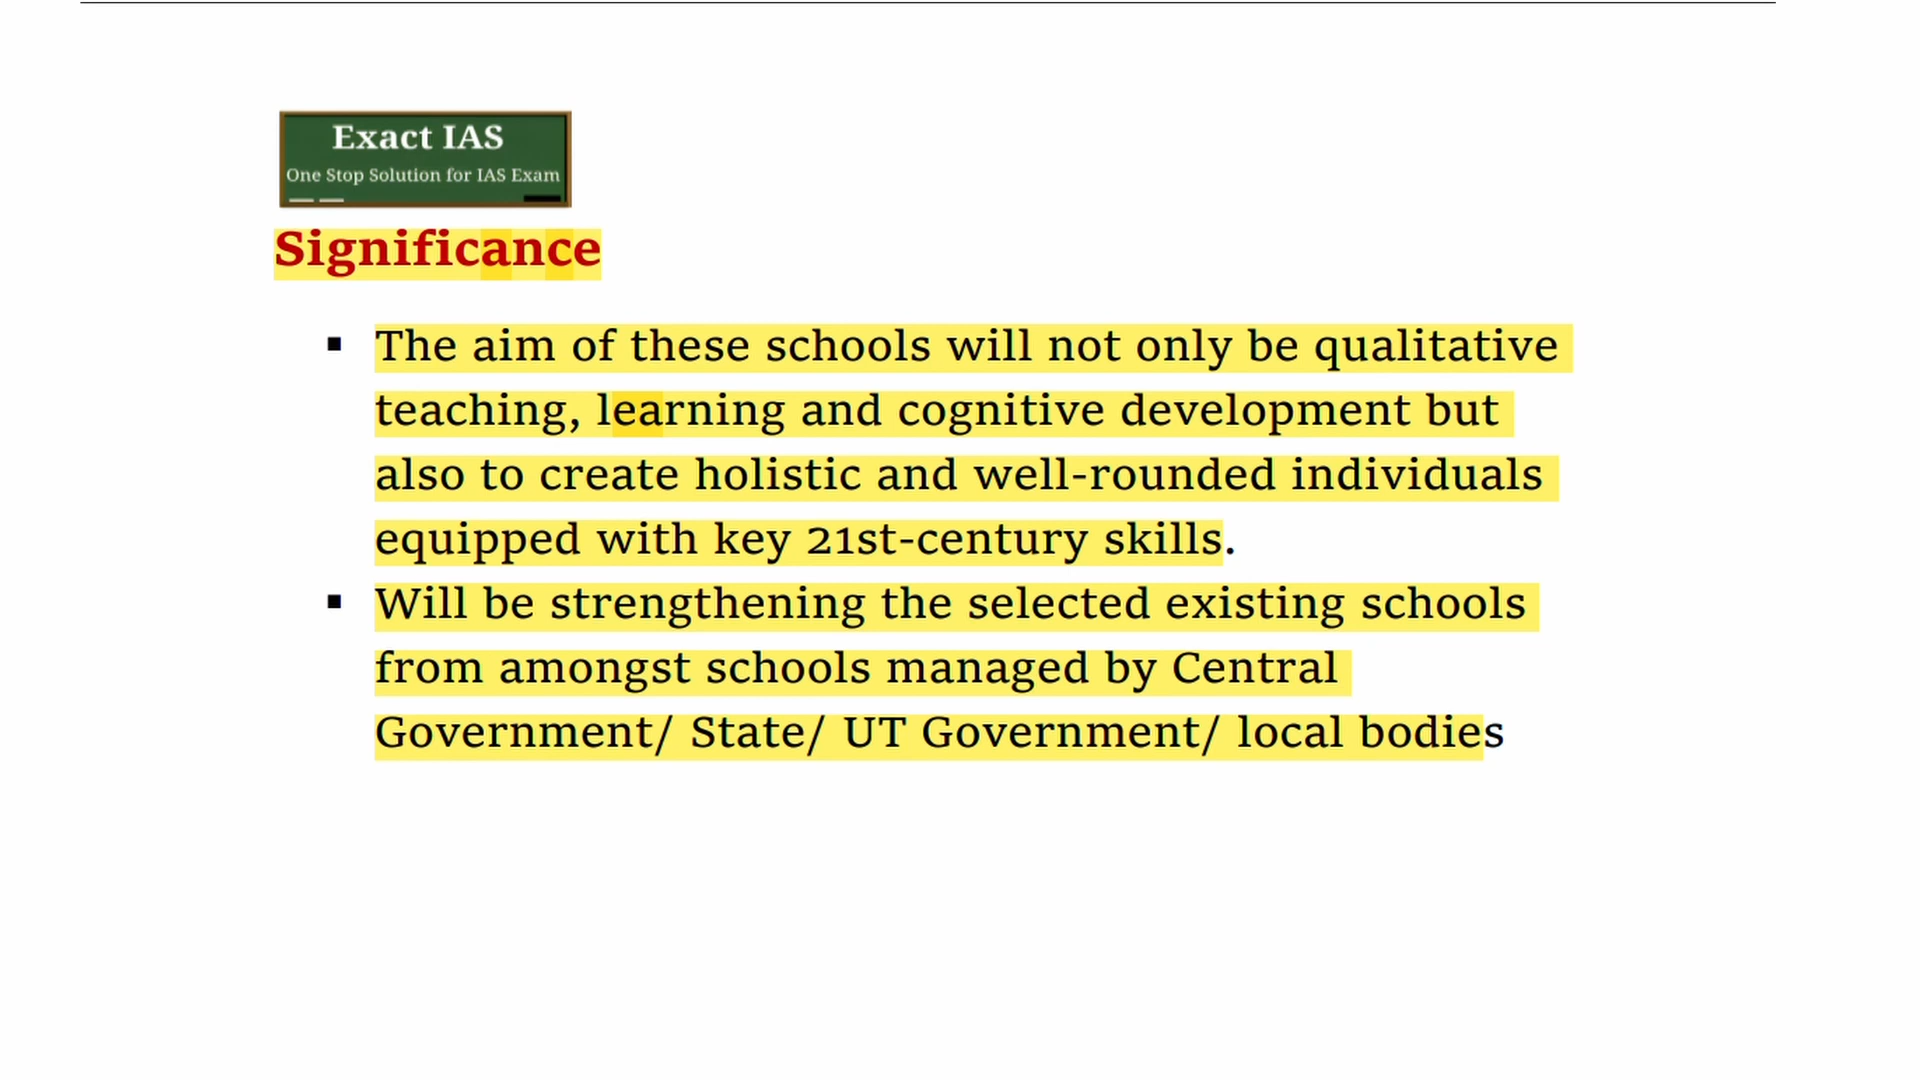 Exact IAS
One Stop Solution for IAS Exam
Significance
▪ The aim of these schools will not only be qualitative
teaching, learning and cognitive development but
also to create holistic and well-rounded individuals
equipped with key 21st-century skills.
▪ Will be strengthening the selected existing schools
from amongst schools managed by Central
Government/ State/ UT Government/ local bodies